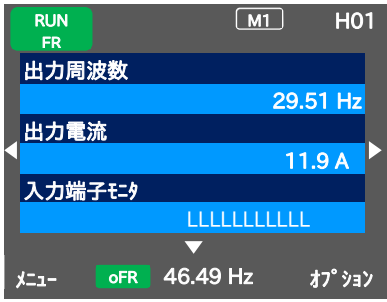 RUN
FR
M1
H01
出力周波数
29.51 Hz
出力電流
11.9 A
入力端子ﾓﾆﾀ
LLLLLLLLLLL
ﾒﾆｭｰ oFR 46.49 Hz ｵﾌﾟｼｮﾝ